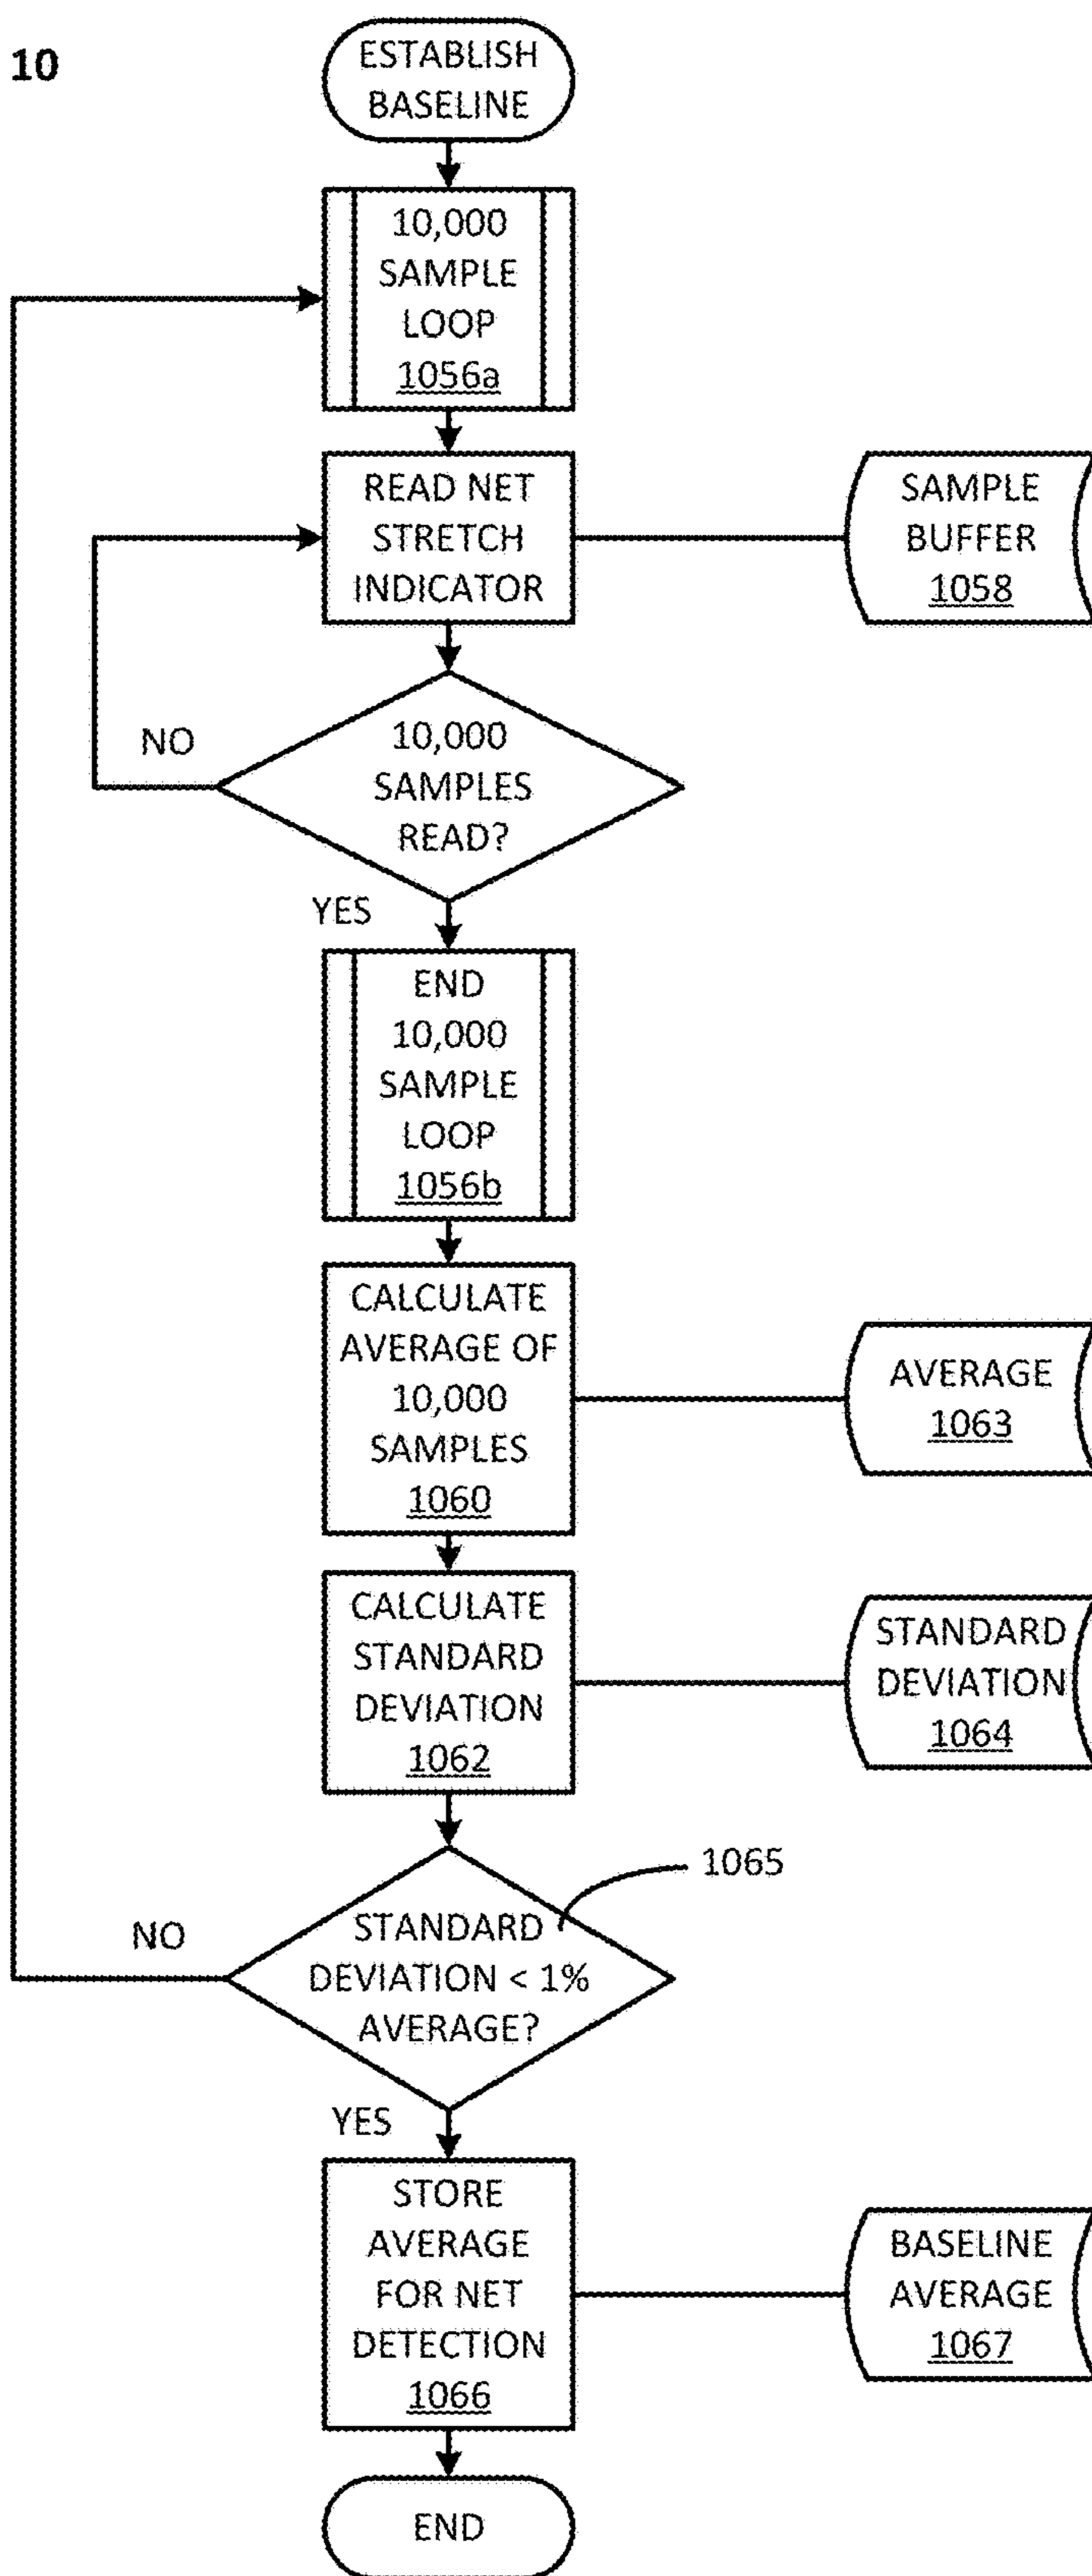 10
ESTABLISH
BASELINE
10,000
SAMPLE
LOOP
1056a
READ NET
STRETCH
INDICATOR
SAMPLE
BUFFER
1058
NO
10,000
SAMPLES
READ?
YES
END
10,000
SAMPLE
LOOP
1056b
CALCULATE
AVERAGE OF
10,000
SAMPLES
1060
AVERAGE
1063
CALCULATE
STANDARD
DEVIATION
1062
STANDARD
DEVIATION
1064
1065
NO
STANDARD
DEVIATION < 1%
AVERAGE?
YES
STORE
AVERAGE
FOR NET
DETECTION
1066
BASELINE
AVERAGE
1067
END